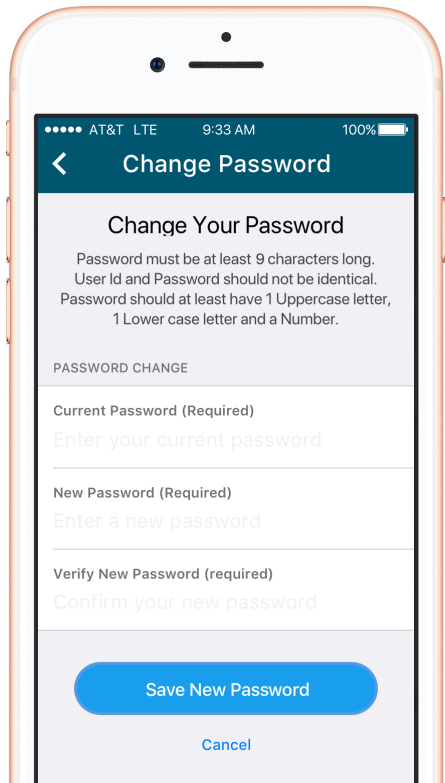 AT&T LTE 9:33 AM 100%
Change Password
Change Your Password
Password must be at least 9 characters long.
User Id and Password should not be identical.
Password should at least have 1 Uppercase letter,
1 Lower case letter and a Number.
PASSWORD CHANGE
Current Password (Required)
Enter your current password
New Password (Required)
Enter a new password
Verify New Password (required)
Confirm your new password
Save New Password
Cancel